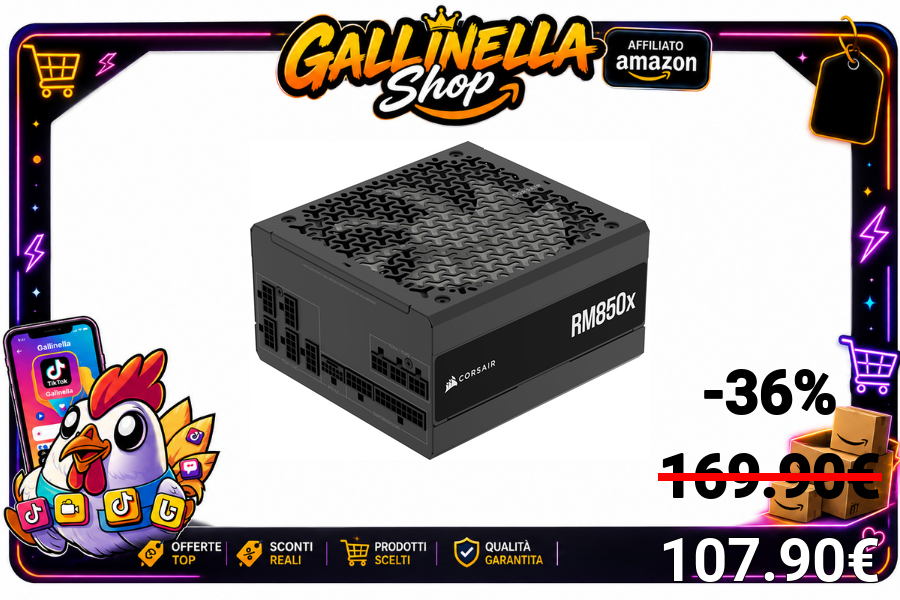 GALLINELLA
Shop
AFFILIATO
amazon
RM850x
CORSAIR
Gallinella
TikTok
Gallinella
-36%
169.90€
107.90€
OFFERTE
TOP
SCONTI
REALI
PRODOTTI
SCELTI
QUALITÀ
GARANTITA